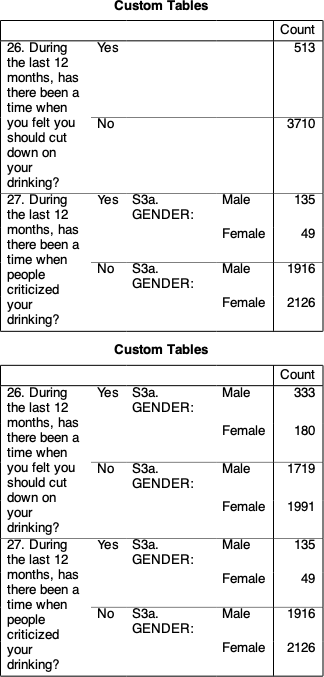 Custom Tables
Count
26. During Yes 513
the last 12
months, has
there been a
time when
you felt you No 3710
should cut
down on
your
drinking?
27. During Yes S3a. Male 135
the last 12 GENDER:
months, has Female 49
there been a
time when No S3a. Male 1916
people GENDER:
criticized
your Female 2126
drinking?
Custom Tables
Count
26. During Yes S3a. Male 333
the last 12 GENDER:
months, has
there been a Female 180
time when
you felt you No S3a. Male 1719
should cut GENDER:
down on
your Female 1991
drinking?
27. During Yes S3a. Male 135
the last 12 GENDER:
months, has Female 49
there been a
time when No S3a. Male 1916
people GENDER:
criticized
your Female 2126
drinking?